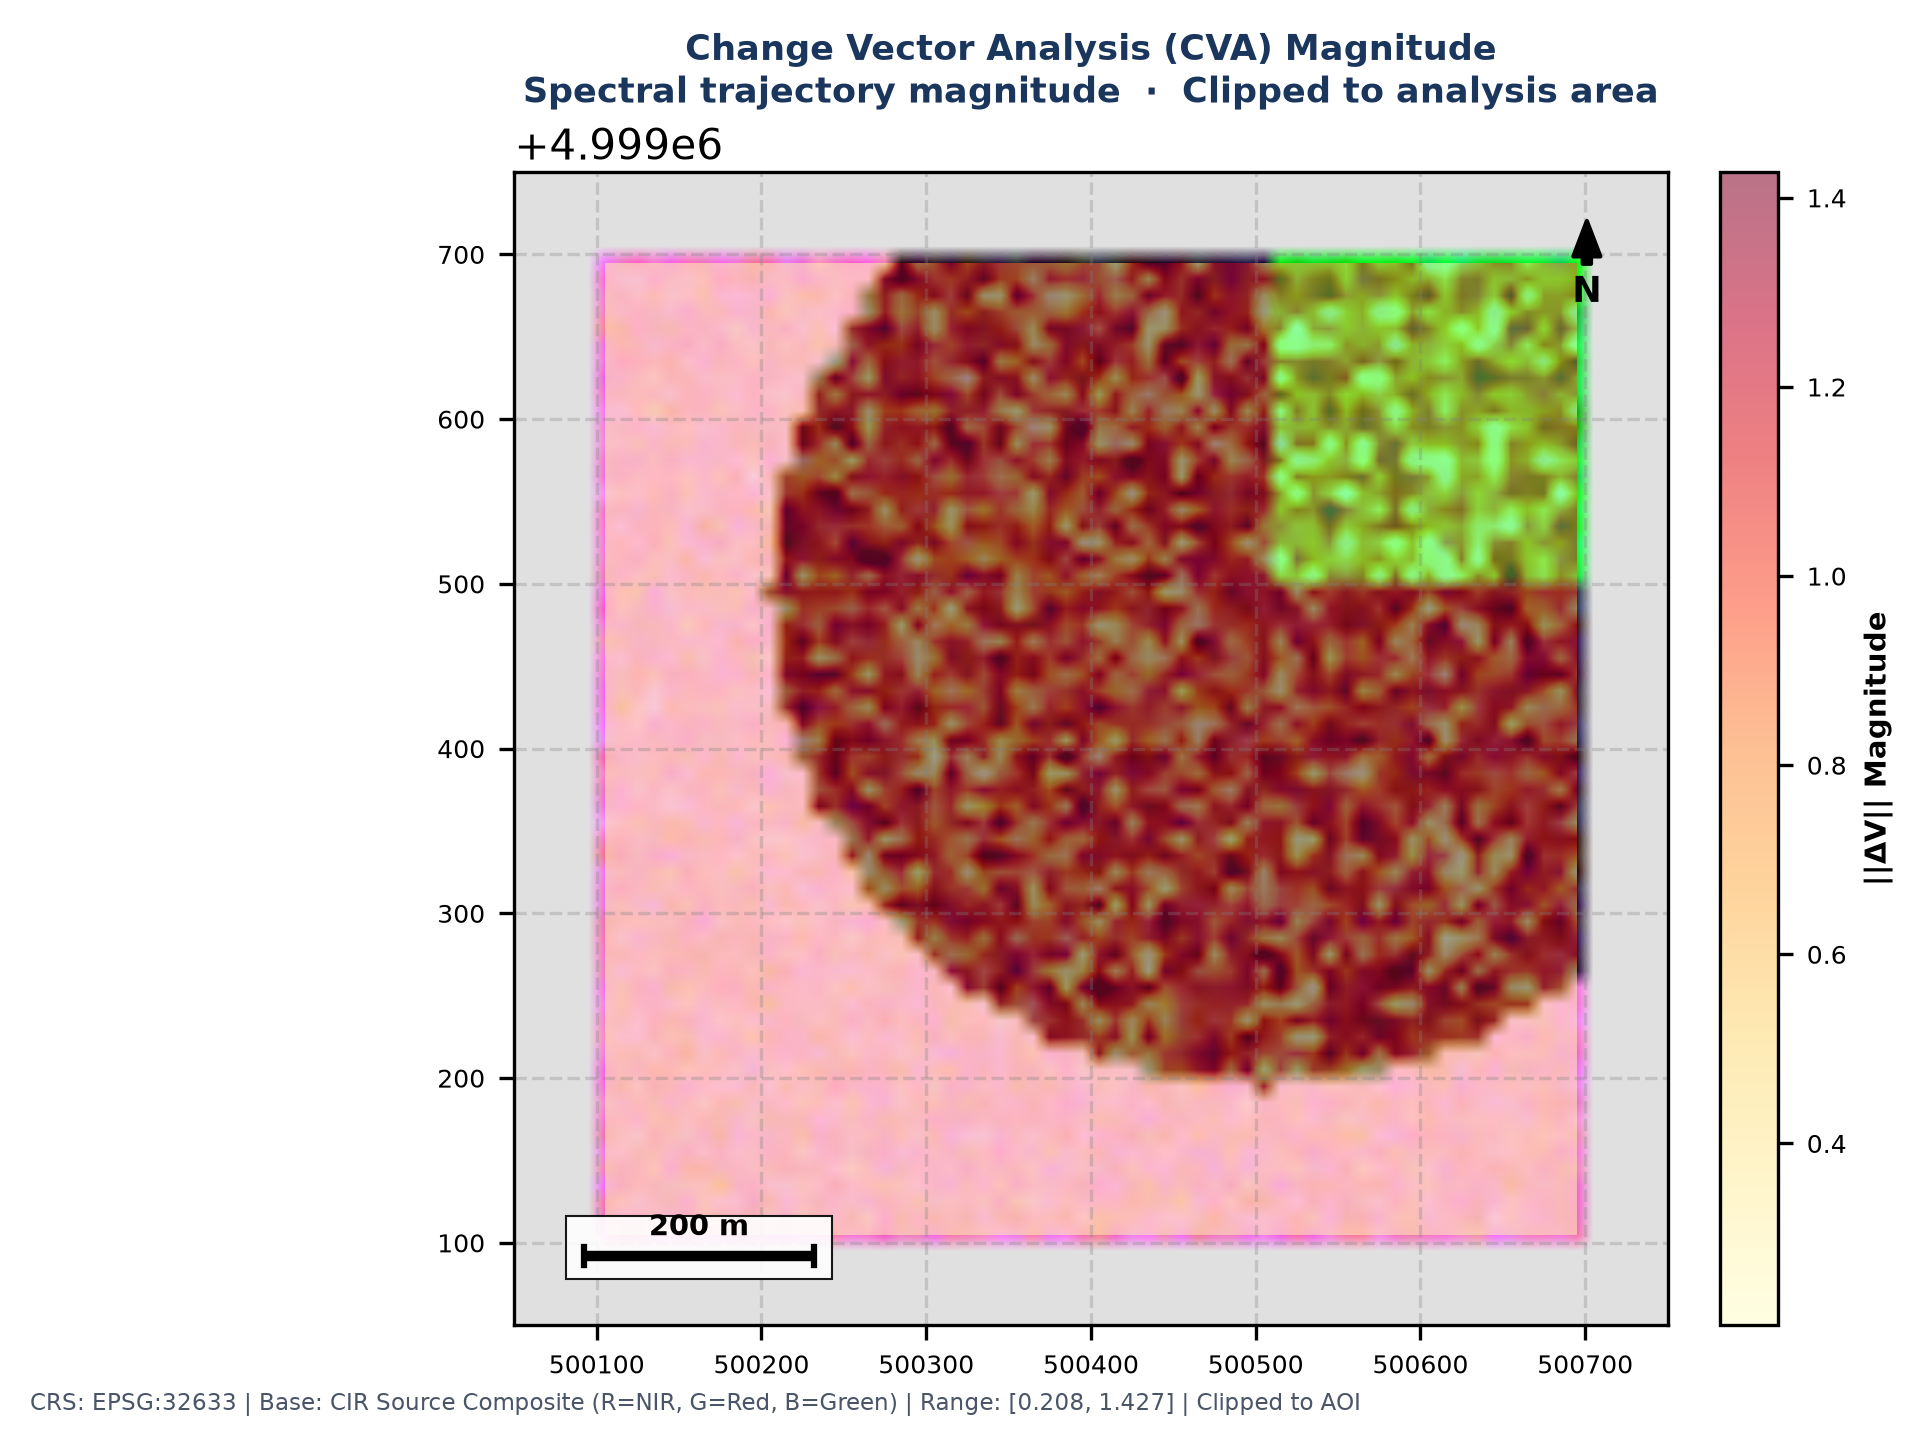 Change Vector Analysis (CVA) Magnitude
Spectral trajectory magnitude · Clipped to analysis area
+4.999e6
N
700
600
500
400
300
200
100
200 m
500100 500200 500300 500400 500500 500600 500700
1.4
1.2
1.0
0.8
0.6
0.4
||ΔV|| Magnitude
CRS: EPSG:32633 | Base: CIR Source Composite (R=NIR, G=Red, B=Green) | Range: [0.208, 1.427] | Clipped to AOI